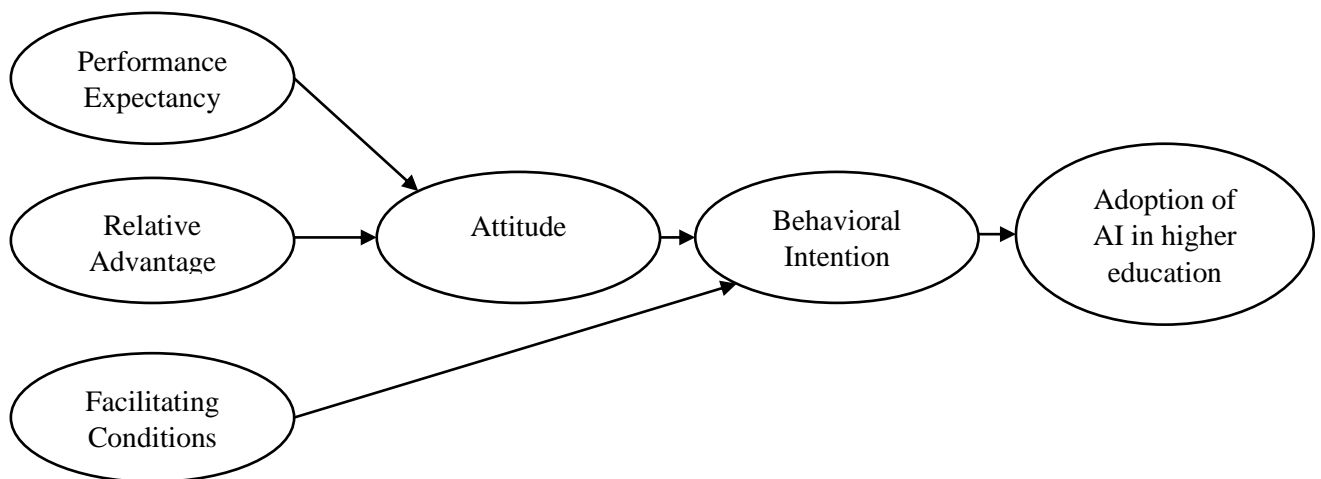 Performance
Expectancy
Relative
Advantage
Facilitating
Conditions
Attitude
Behavioral
Intention
Adoption of
AI in higher
education